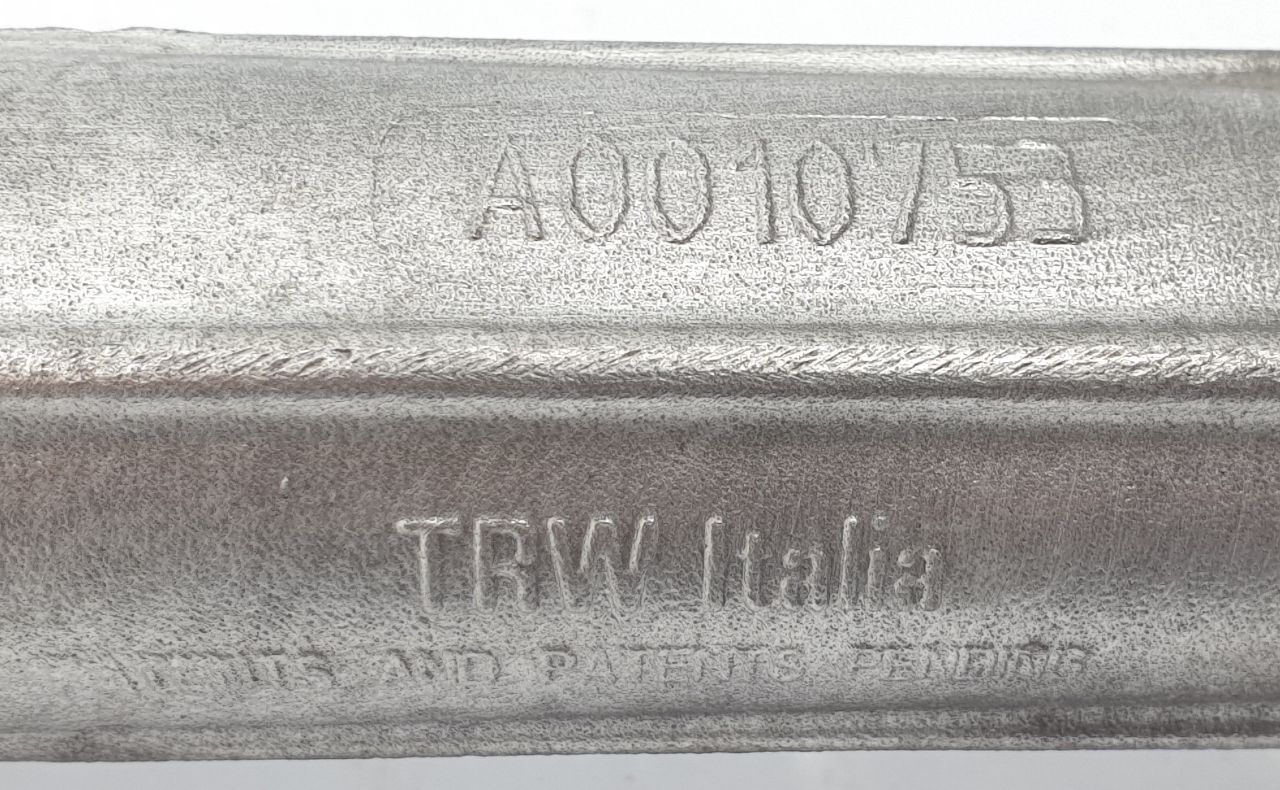 A0010753
TRW Italia
AND PATENTS PENDING